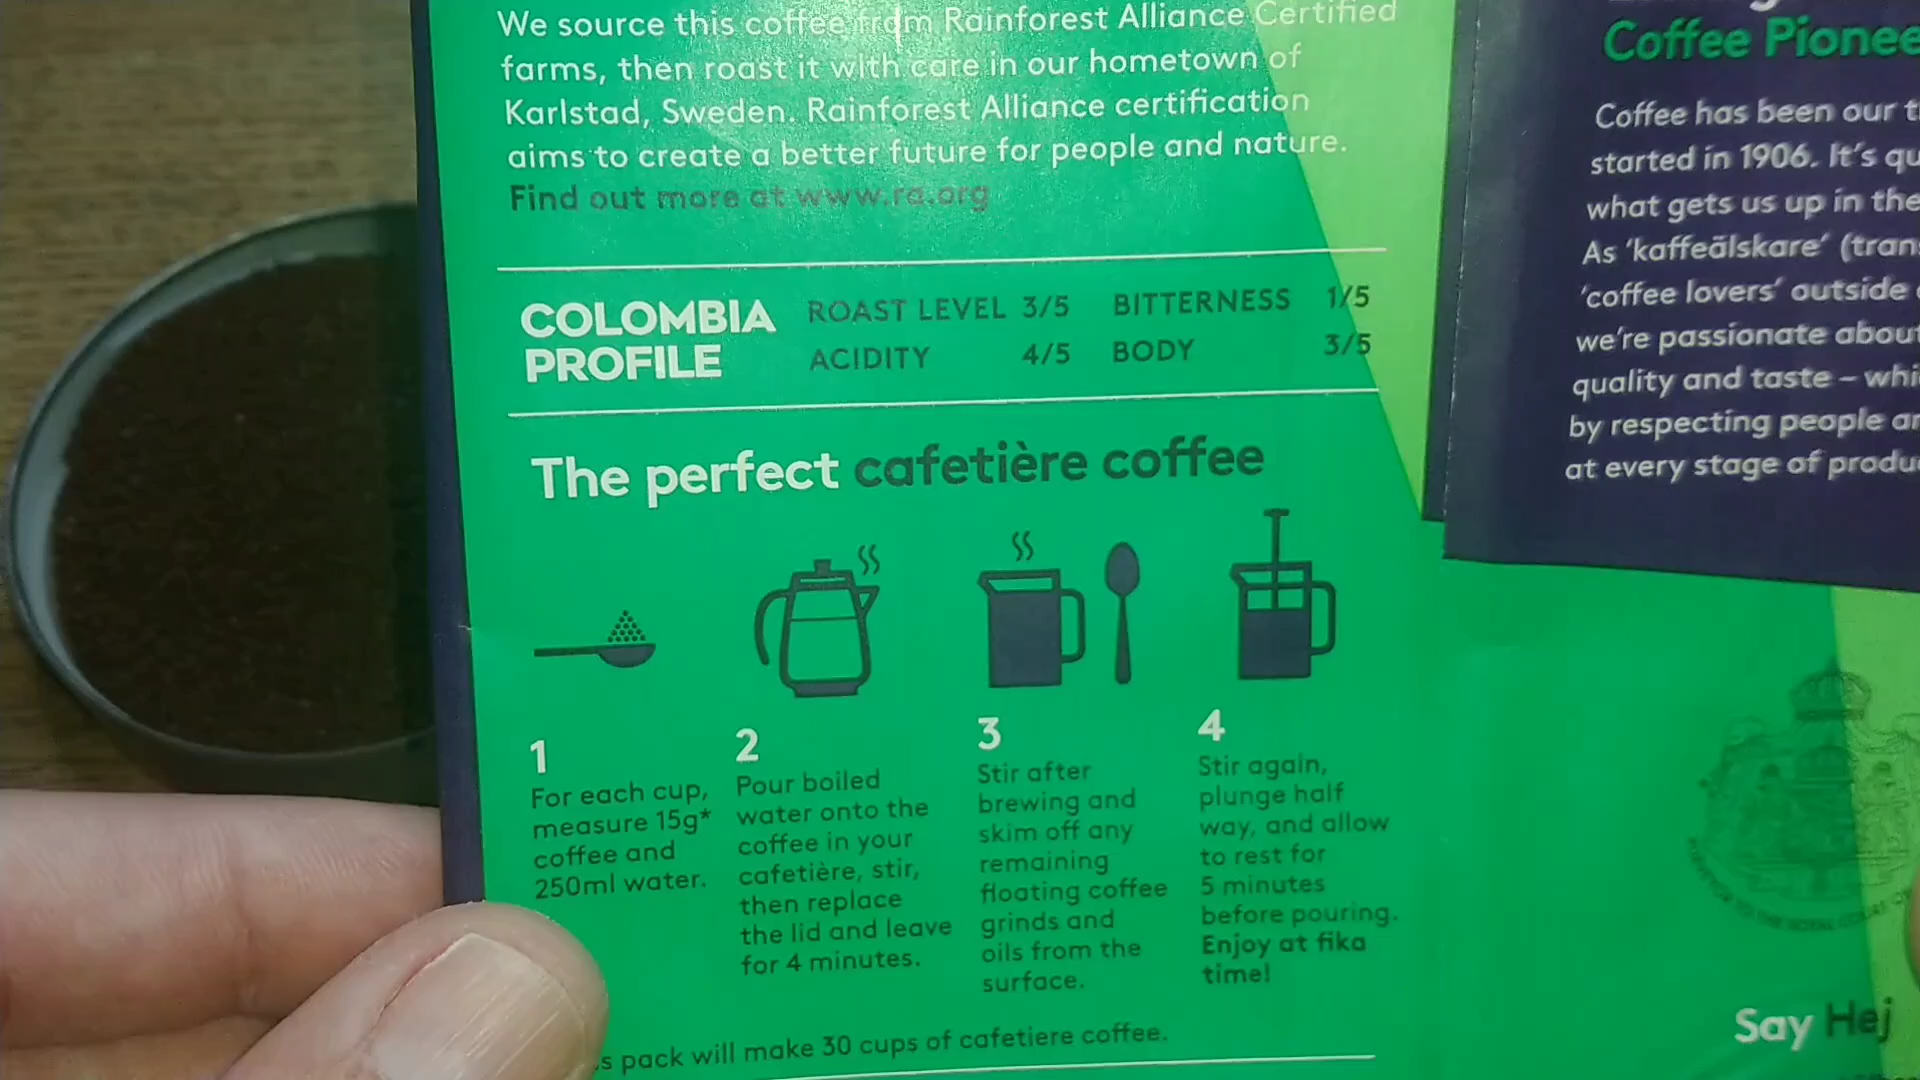 We source this coffee from Rainforest Alliance Certified
farms, then roast it with care in our hometown of
Karlstad, Sweden. Rainforest Alliance certification
aims to create a better future for people and nature.
Find out more at www.ra.org
COLOMBIA
PROFILE
ROAST LEVEL 3/5 BITTERNESS 1/5
ACIDITY 4/5 BODY 3/5
The perfect cafetière coffee
1
For each cup,
measure 15g*
coffee and
250ml water.
2
Pour boiled
water onto the
coffee in your
cafetière, stir,
then replace
the lid and leave
for 4 minutes.
3
Stir after
brewing and
skim off any
remaining
floating coffee
grinds and
oils from the
surface.
4
Stir again,
plunge half
way, and allow
to rest for
5 minutes
before pouring.
Enjoy at fika
time!
pack will make 30 cups of cafetiere coffee.
Coffee
Coffee has been our
started in 1906. It's
what gets us up in the
As 'kaffeälskare'
'coffee lovers' outside
we're passionate about
quality and taste –
by respecting people
at every stage of
Say Hej